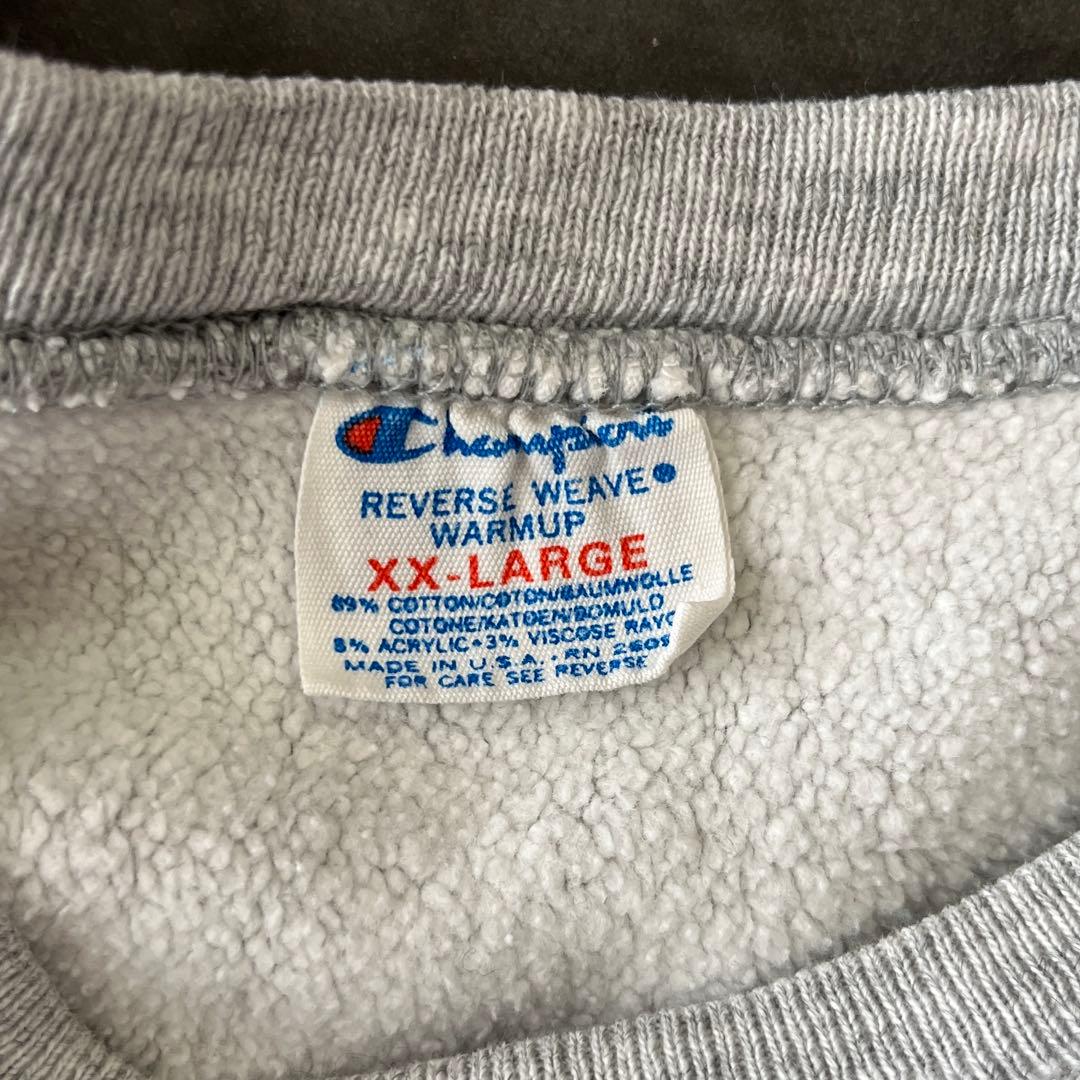 Champion
REVERSE WEAVE®
WARMUP
XX-LARGE
89% COTTON/COTON/BAUMWOLLE
COTONE/KATOEN/BOMULD
8% ACRYLIC•3% VISCOSE RAYO
MADE IN U.S.A. • RN 2609
FOR CARE SEE REVERSE